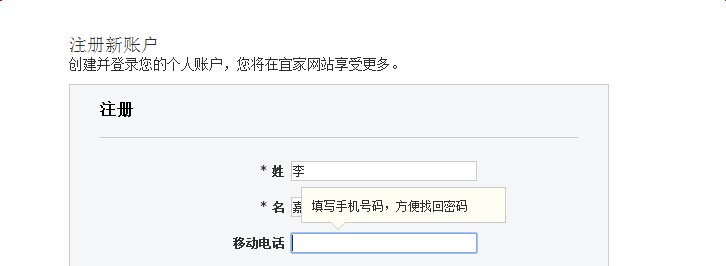 注册新账户
创建并登录您的个人账户，您将在宜家网站享受更多。
注册
* 姓 李
* 名
填写手机号码，方便找回密码
移动电话